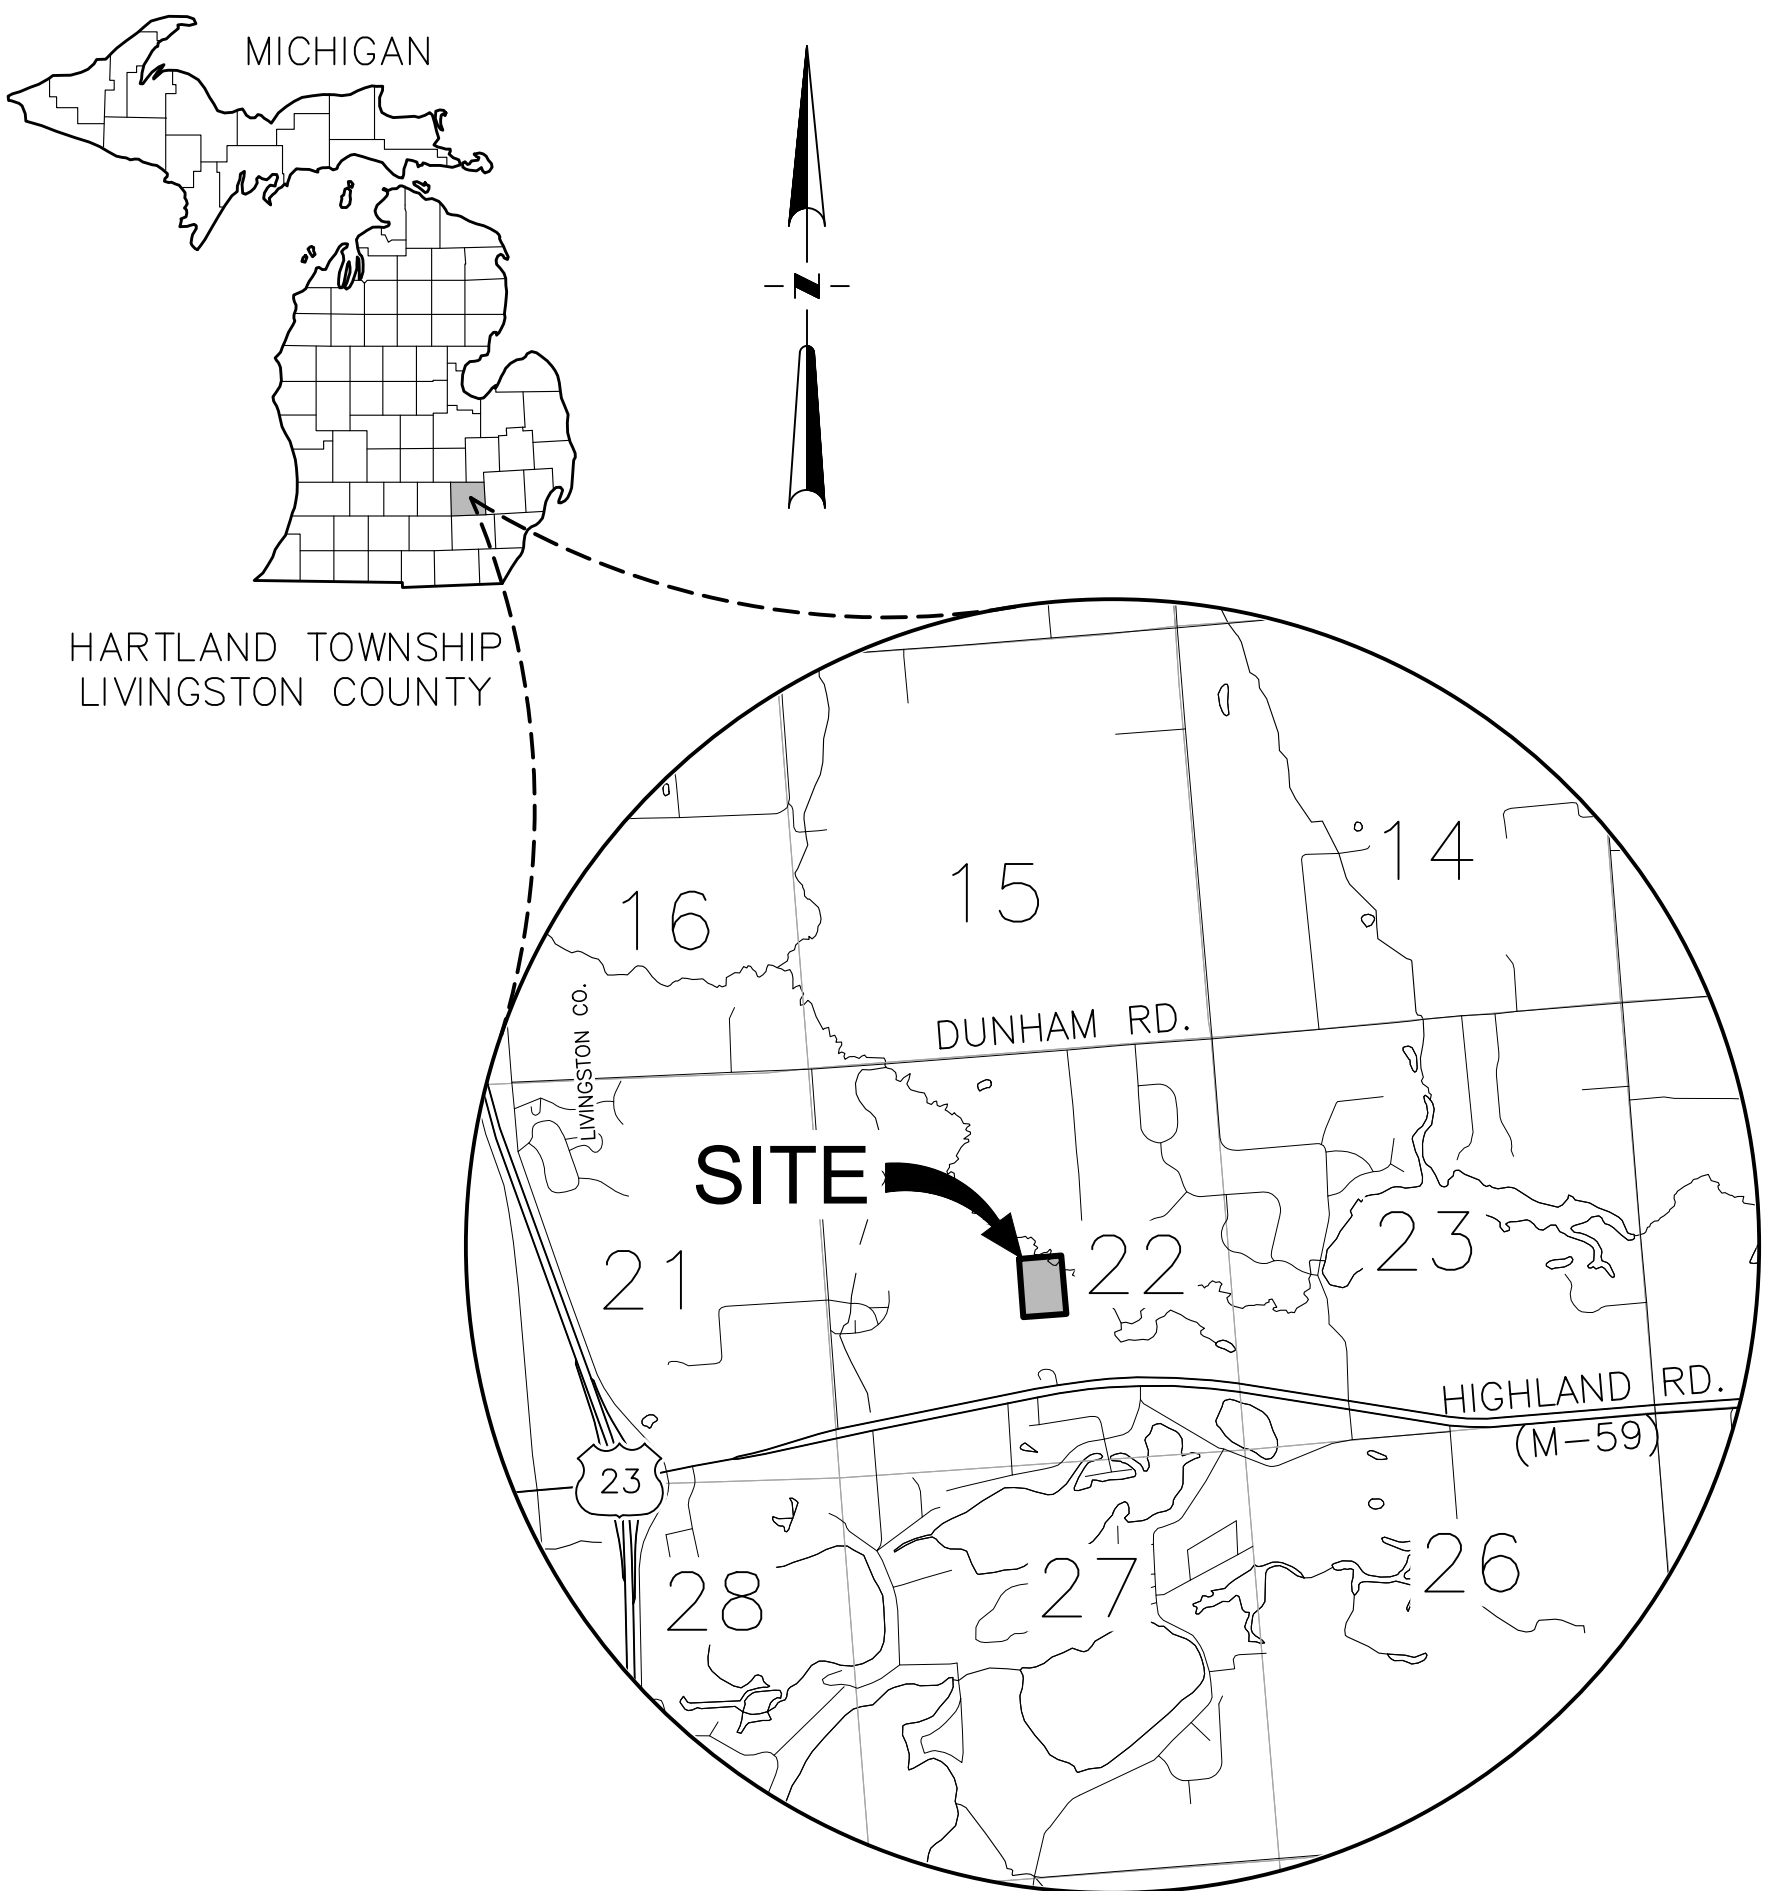 MICHIGAN
N
HARTLAND TOWNSHIP
LIVINGSTON COUNTY
14
15
16
LIVINGSTON CO.
DUNHAM RD.
SITE
21
22
23
HIGHLAND RD.
(M-59)
23
28
27
26